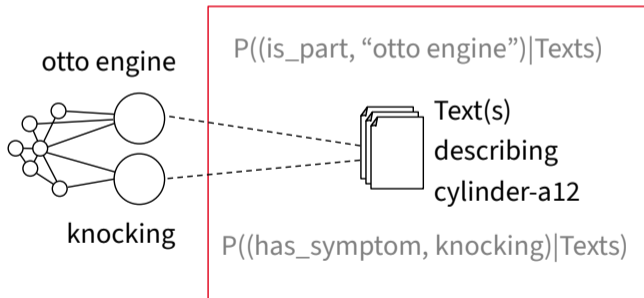 otto engine
P((is_part, “otto engine”)|Texts)
Text(s)
describing
cylinder-a12
knocking
P((has_symptom, knocking)|Texts)